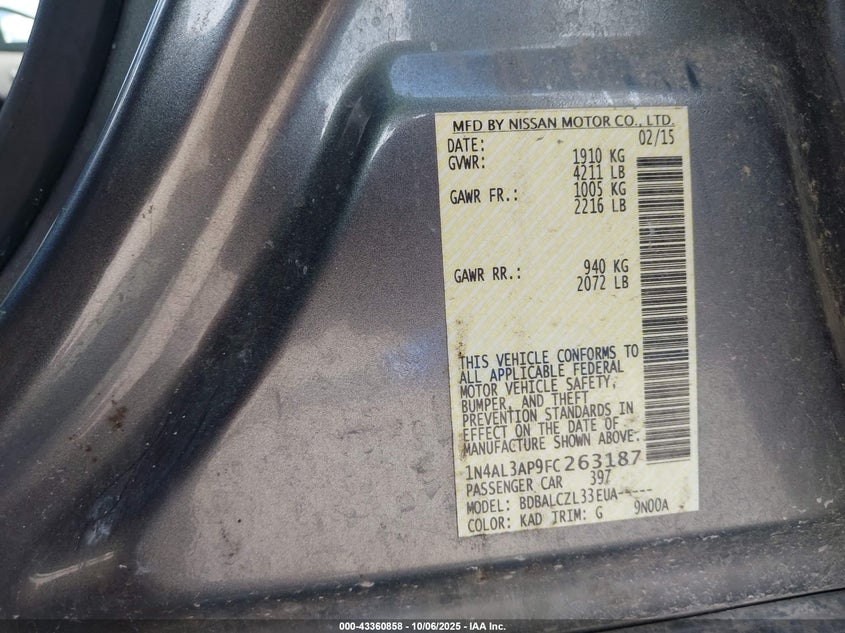 MFD BY NISSAN MOTOR CO., LTD.
DATE: 02/15
GVWR: 1910 KG
4211 LB
GAWR FR.: 1005 KG
2216 LB
GAWR RR.: 940 KG
2072 LB
THIS VEHICLE CONFORMS TO
ALL APPLICABLE FEDERAL
MOTOR VEHICLE SAFETY,
BUMPER, AND THEFT
PREVENTION STANDARDS IN
EFFECT ON THE DATE OF
MANUFACTURE SHOWN ABOVE.
1N4AL3AP9FC263187
PASSENGER CAR 397
MODEL: BDBALCZL33EUA-----
COLOR: KAD TRIM: G 9N00A
000-43360858 - 10/06/2025 - IAA Inc.